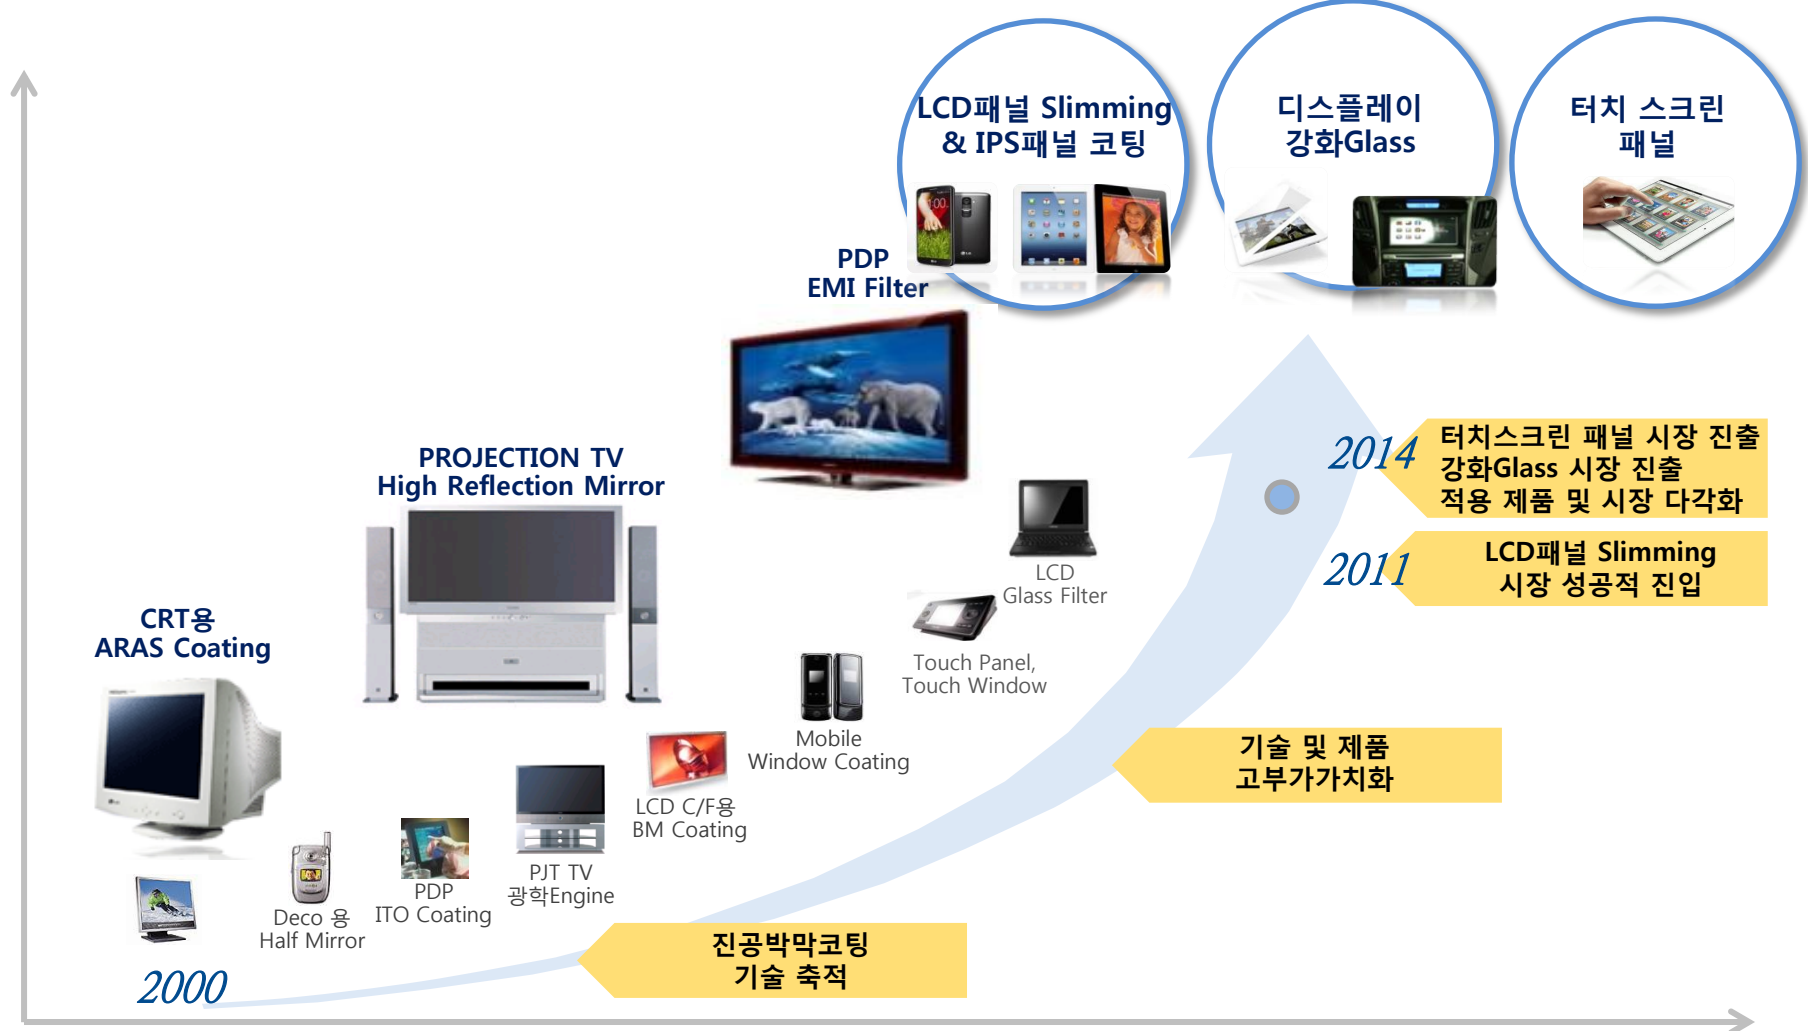 LCD패널 Slimming
& IPS패널 코팅
디스플레이
강화Glass
터치 스크린
패널
PDP
EMI Filter
PROJECTION TV
High Reflection Mirror
CRT용
ARAS Coating
LCD
Glass Filter
Touch Panel,
Touch Window
Mobile
Window Coating
LCD C/F용
BM Coating
PJT TV
광학Engine
PDP
ITO Coating
Deco 용
Half Mirror
2014
터치스크린 패널 시장 진출
강화Glass 시장 진출
적용 제품 및 시장 다각화
2011
LCD패널 Slimming
시장 성공적 진입
기술 및 제품
고부가가치화
진공박막코팅
기술 축적
2000